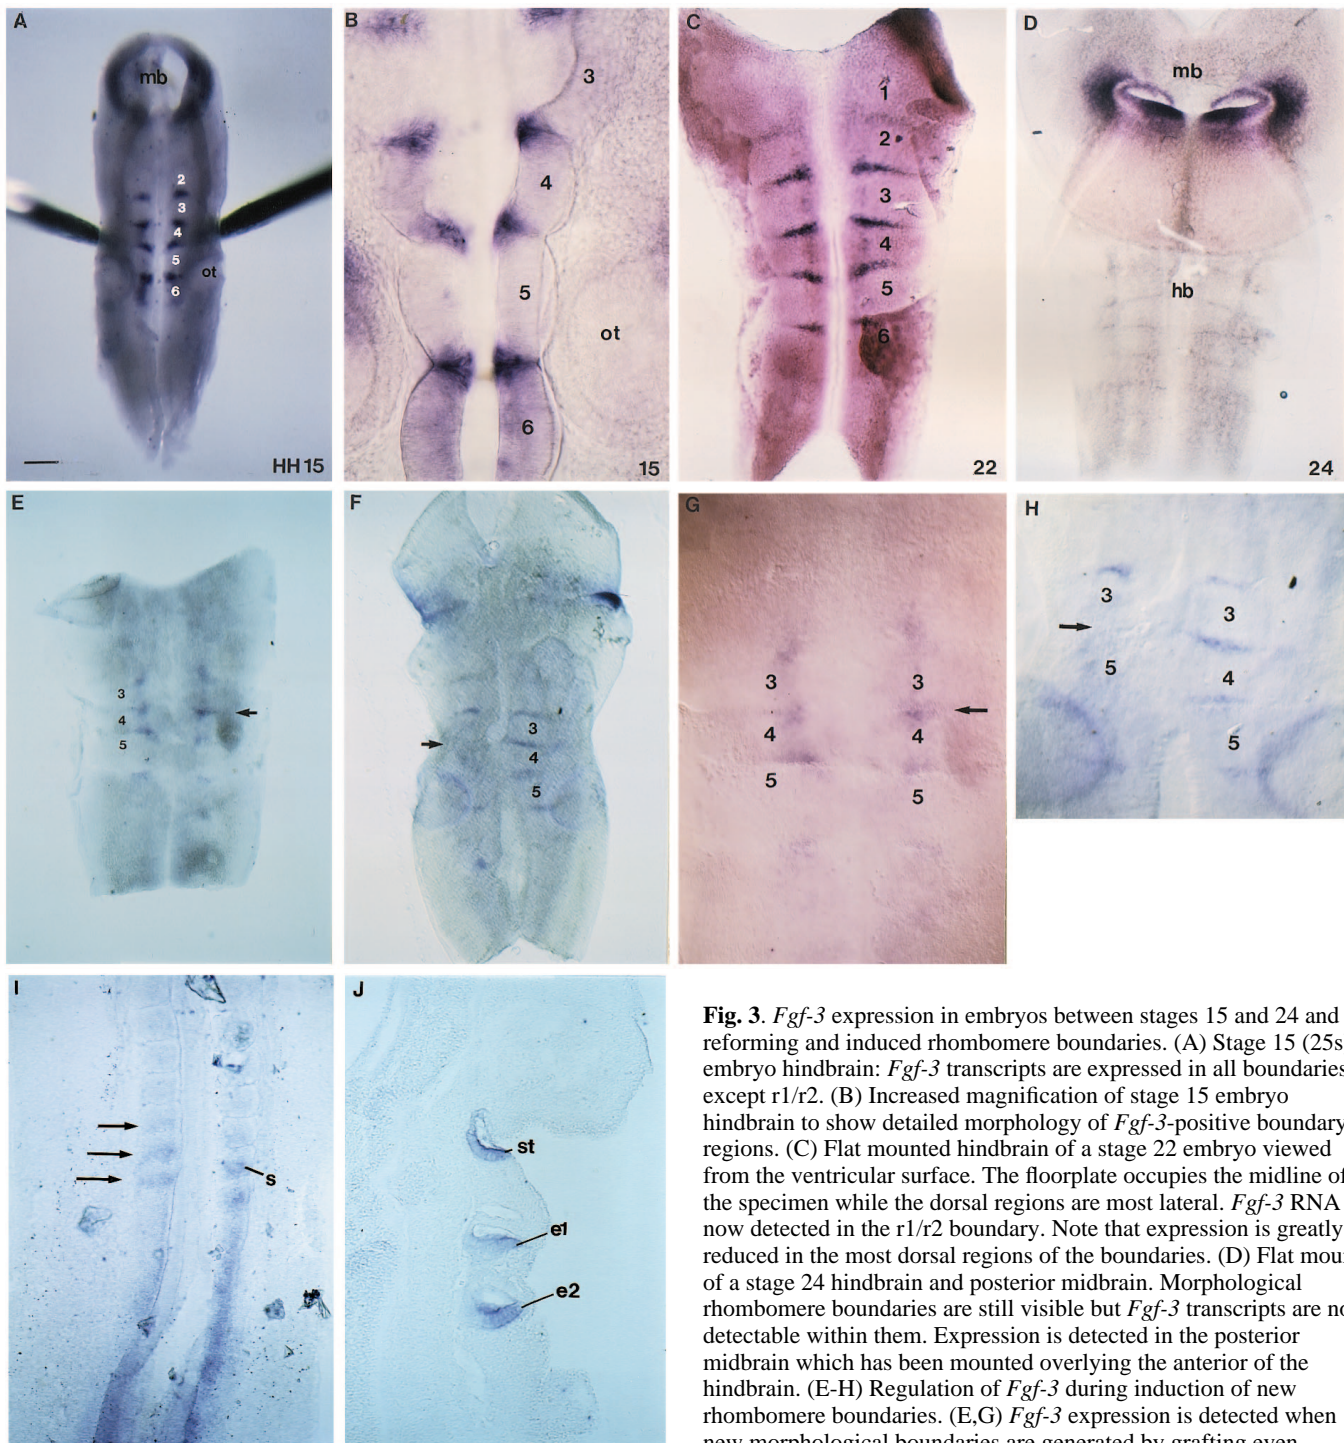 A
mb
2
3
4
5
ot
6
HH 15
B
3
4
5
ot
6
15
C
1
2
3
4
5
6
22
D
mb
hb
24
E
3
4
5
F
3
4
5
G
3 3
4 4
5 5
H
3 3
5 4
5
I
s
J
st
e1
e2
Fig. 3. Fgf-3 expression in embryos between stages 15 and 24 and
reforming and induced rhombomere boundaries. (A) Stage 15 (25s
embryo hindbrain: Fgf-3 transcripts are expressed in all boundaries
except r1/r2. (B) Increased magnification of stage 15 embryo
hindbrain to show detailed morphology of Fgf-3-positive boundary
regions. (C) Flat mounted hindbrain of a stage 22 embryo viewed
from the ventricular surface. The floorplate occupies the midline of
the specimen while the dorsal regions are most lateral. Fgf-3 RNA
now detected in the r1/r2 boundary. Note that expression is greatly
reduced in the most dorsal regions of the boundaries. (D) Flat mou
of a stage 24 hindbrain and posterior midbrain. Morphological
rhombomere boundaries are still visible but Fgf-3 transcripts are no
detectable within them. Expression is detected in the posterior
midbrain which has been mounted overlying the anterior of the
hindbrain. (E-H) Regulation of Fgf-3 during induction of new
rhombomere boundaries. (E,G) Fgf-3 expression is detected when
new morphological boundaries are generated by grafting even